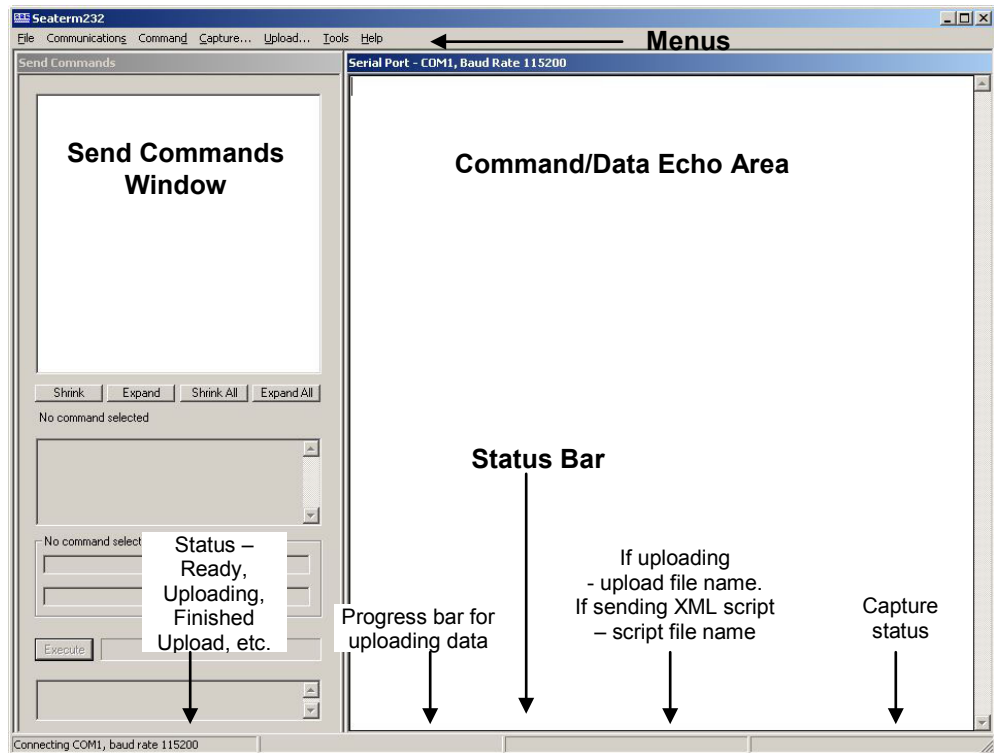 Seaterm232
File Communications Command Capture... Upload... Tools Help
Menus
Send Commands
Serial Port - COM1, Baud Rate 115200
Send Commands
Window
Command/Data Echo Area
Shrink Expand Shrink All Expand All
No command selected
Status Bar
No command selec
Status –
Ready,
Uploading,
Finished
Upload, etc.
Execute
Progress bar for
uploading data
If uploading
- upload file name.
If sending XML script
– script file name
Capture
status
Connecting COM1, baud rate 115200